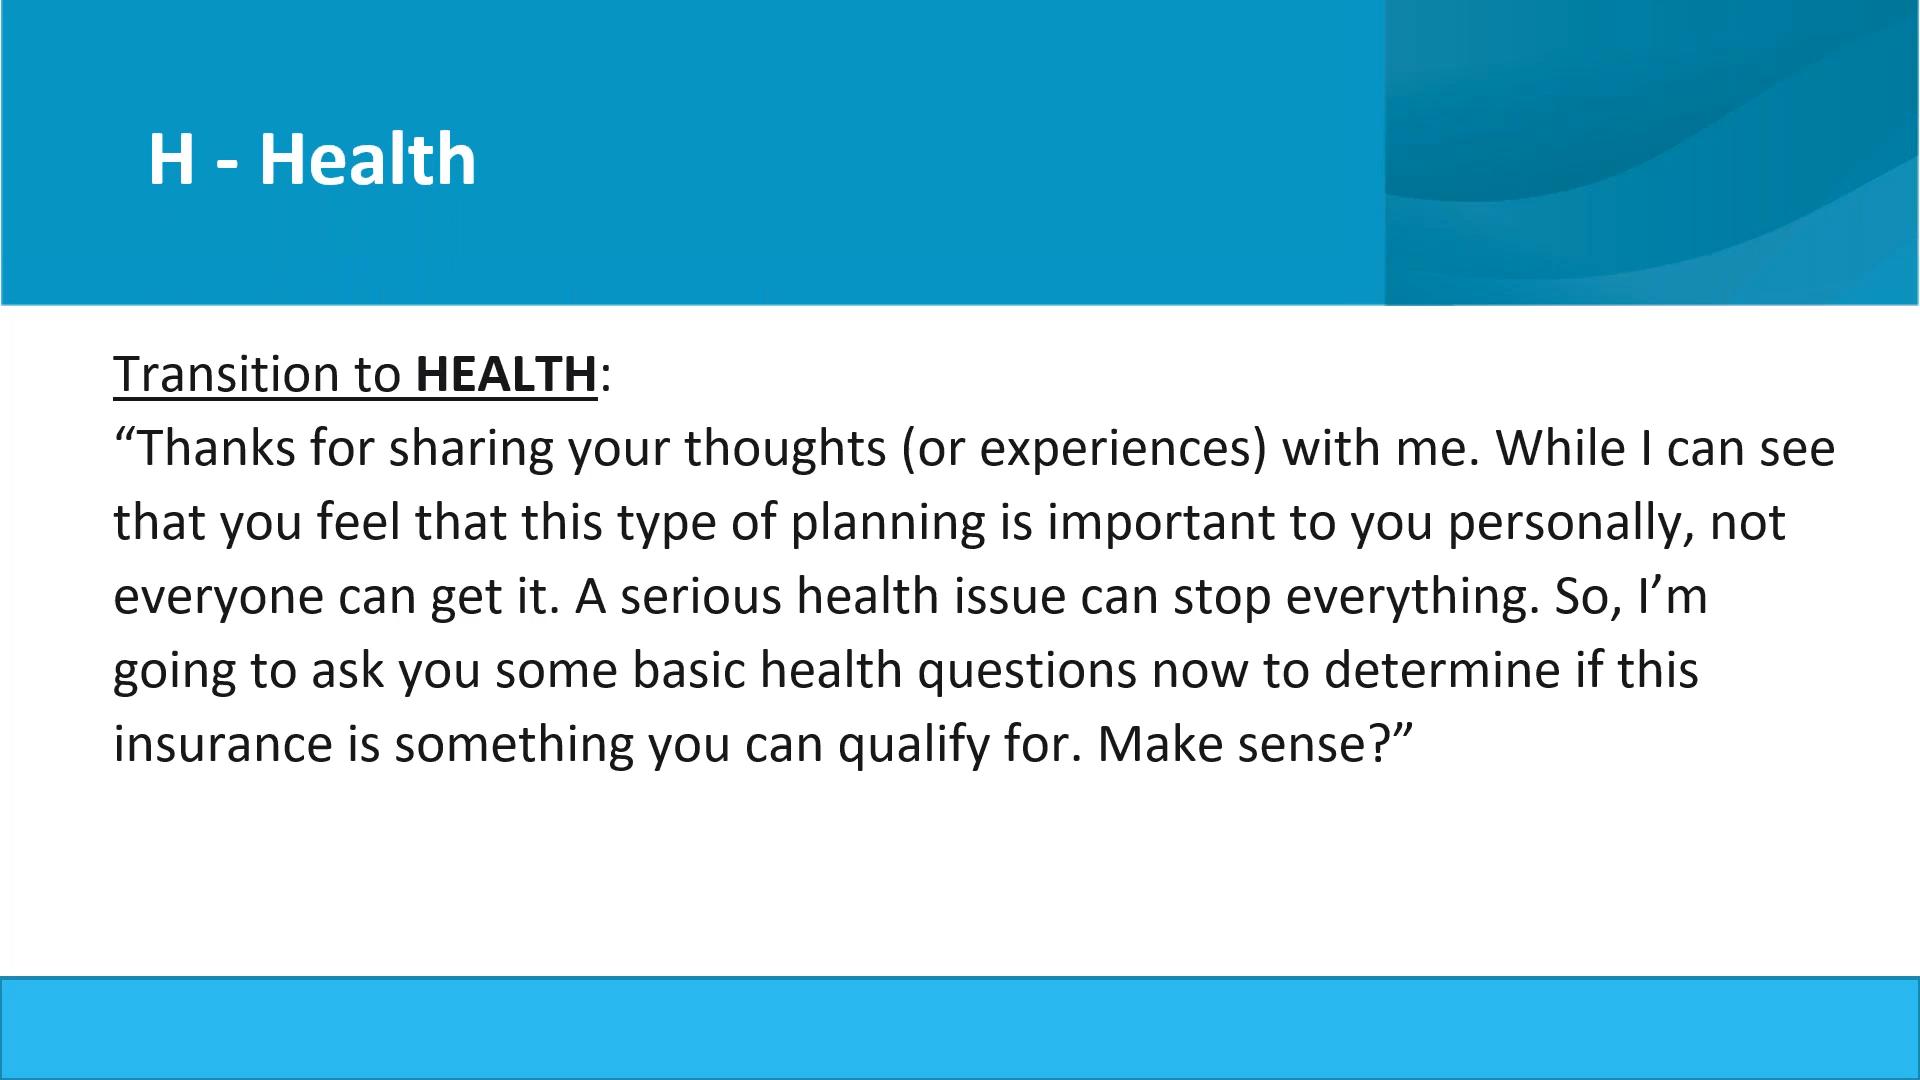 H - Health
Transition to HEALTH:
“Thanks for sharing your thoughts (or experiences) with me. While I can see
that you feel that this type of planning is important to you personally, not
everyone can get it. A serious health issue can stop everything. So, I’m
going to ask you some basic health questions now to determine if this
insurance is something you can qualify for. Make sense?”